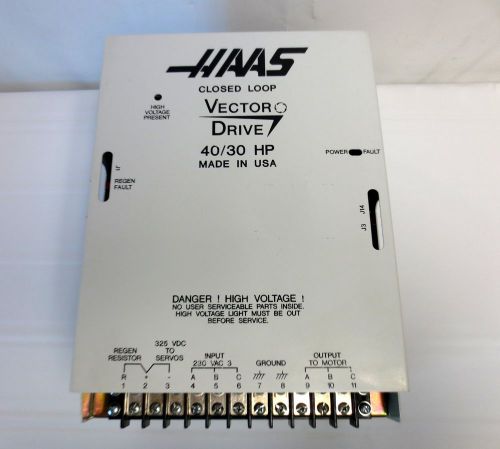 HAAS
CLOSED LOOP
VECTOR
DRIVE
40/30 HP
MADE IN USA
HIGH
VOLTAGE
PRESENT
POWER FAULT
J1
REGEN
FAULT
J3 J14
DANGER ! HIGH VOLTAGE !
NO USER SERVICEABLE PARTS INSIDE.
HIGH VOLTAGE LIGHT MUST BE OUT
BEFORE SERVICE.
REGEN
RESISTOR
325 VDC
TO
SERVOS
INPUT
230 VAC 3
GROUND
OUTPUT
TO MOTOR
R + - A B C A B C
1 2 3 4 5 6 7 8 9 10 11